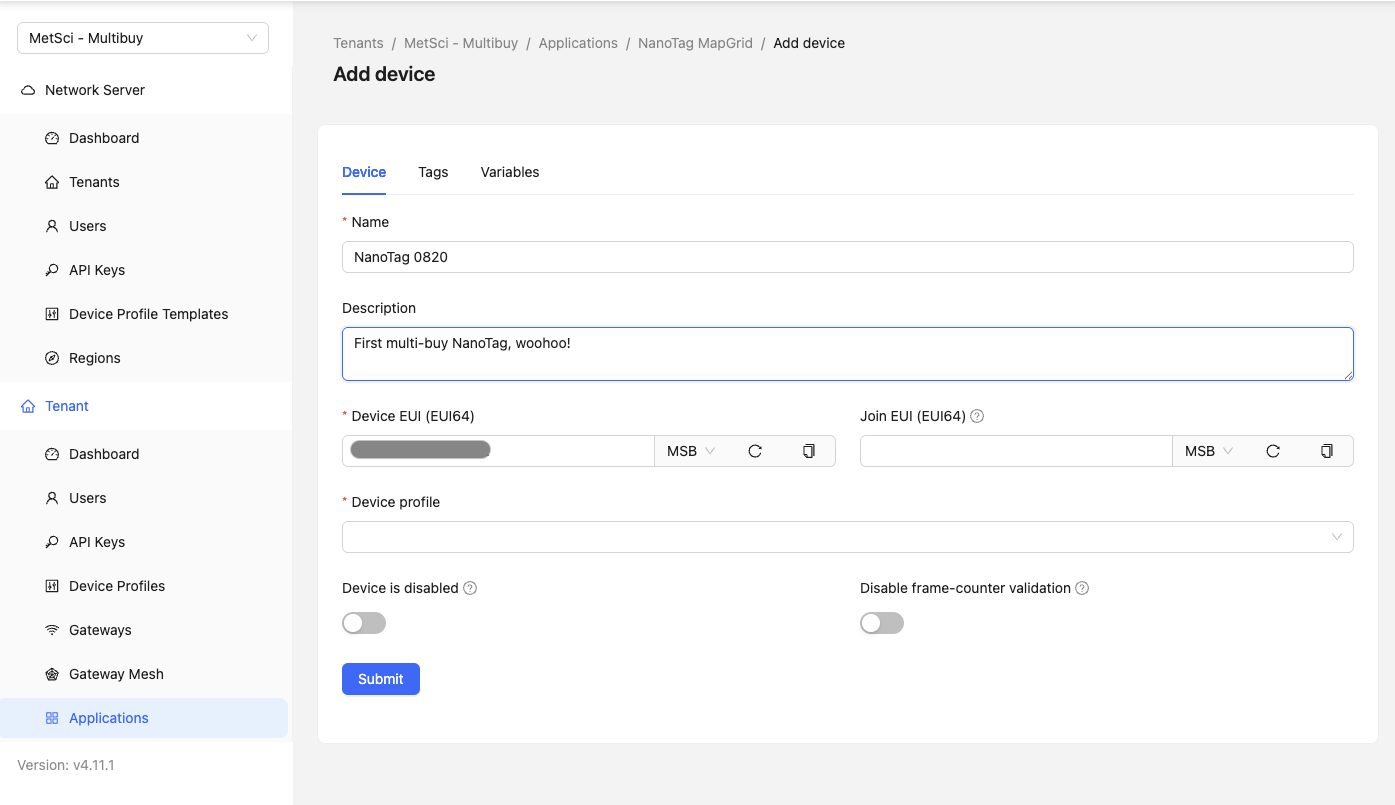 MetSci - Multibuy
Network Server
Dashboard
Tenants
Users
API Keys
Device Profile Templates
Regions
Tenant
Dashboard
Users
API Keys
Device Profiles
Gateways
Gateway Mesh
Applications
Version: v4.11.1
Tenants / MetSci - Multibuy / Applications / NanoTag MapGrid / Add device
Add device
Device Tags Variables
* Name
NanoTag 0820
Description
First multi-buy NanoTag, woohoo!
* Device EUI (EUI64) Join EUI (EUI64)
MSB MSB
* Device profile
Device is disabled Disable frame-counter validation
Submit